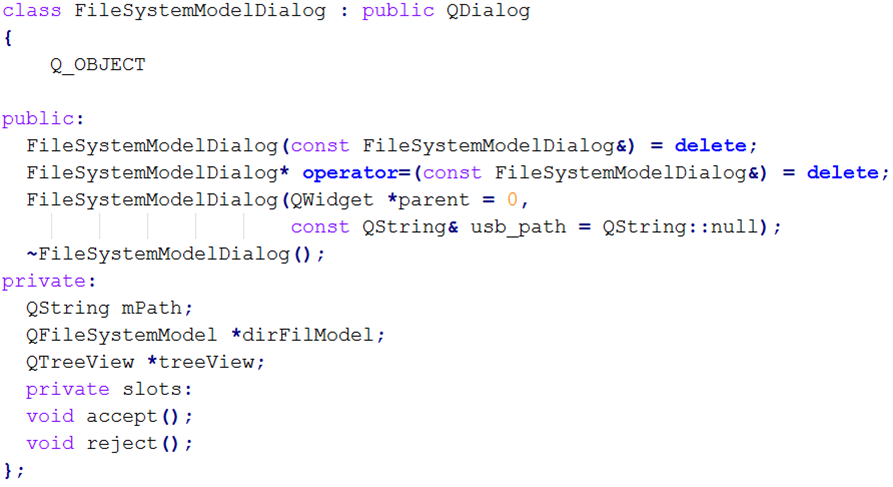 class FileSystemModelDialog : public QDialog
{
    Q_OBJECT

public:
  FileSystemModelDialog(const FileSystemModelDialog&) = delete;
  FileSystemModelDialog* operator=(const FileSystemModelDialog&) = delete;
  FileSystemModelDialog(QWidget *parent = 0,
                        const QString& usb_path = QString::null);
  ~FileSystemModelDialog();
private:
  QString mPath;
  QFileSystemModel *dirFilModel;
  QTreeView *treeView;
  private slots:
  void accept();
  void reject();
};